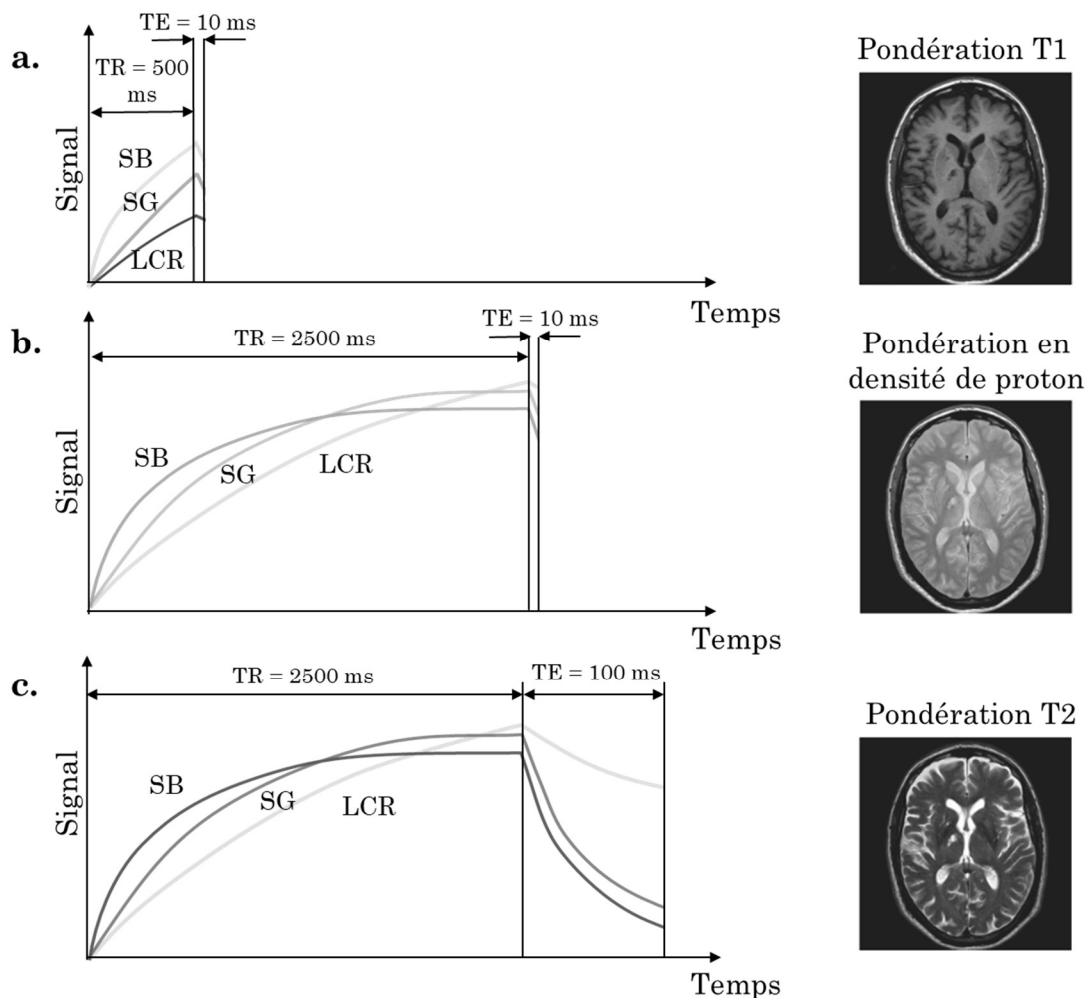 a.
TE = 10 ms
TR = 500
ms
Signal
SB
SG
LCR
Temps
Pondération T1
b.
TR = 2500 ms
TE = 10 ms
Signal
SB
SG
LCR
Temps
Pondération en
densité de proton
c.
TR = 2500 ms
TE = 100 ms
Signal
SB
SG
LCR
Temps
Pondération T2